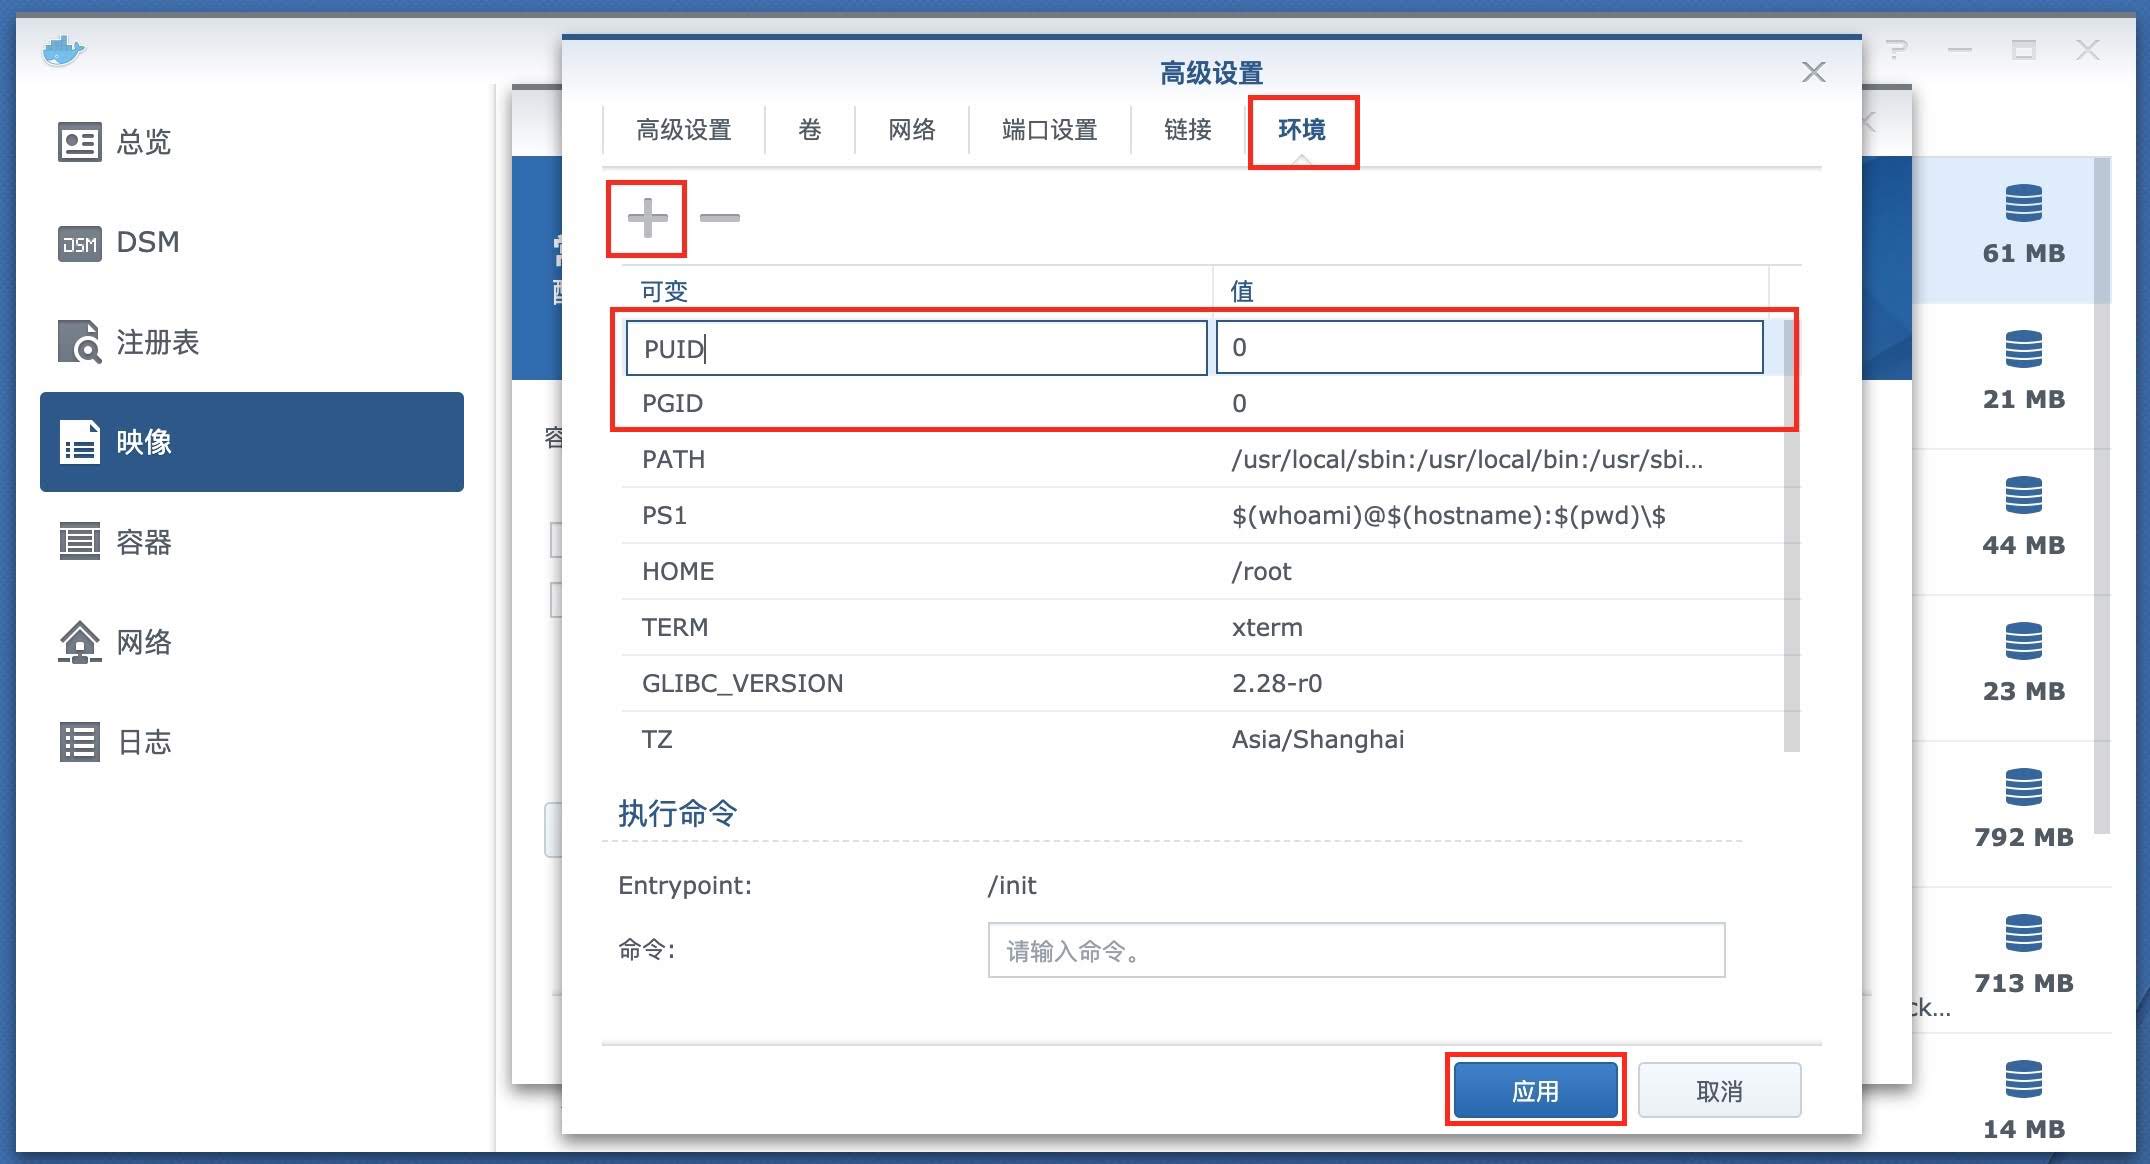 高级设置
高级设置 卷 网络 端口设置 链接 环境
总览
DSM
DSM
注册表
映像
容器
网络
日志
可变 值
PUID 0
PGID 0
PATH /usr/local/sbin:/usr/local/bin:/usr/sbi...
PS1 $(whoami)@$(hostname):$(pwd)\$
HOME /root
TERM xterm
GLIBC_VERSION 2.28-r0
TZ Asia/Shanghai
执行命令
Entrypoint: /init
命令: 请输入命令。
应用 取消
61 MB
21 MB
44 MB
23 MB
792 MB
713 MB
ck...
14 MB